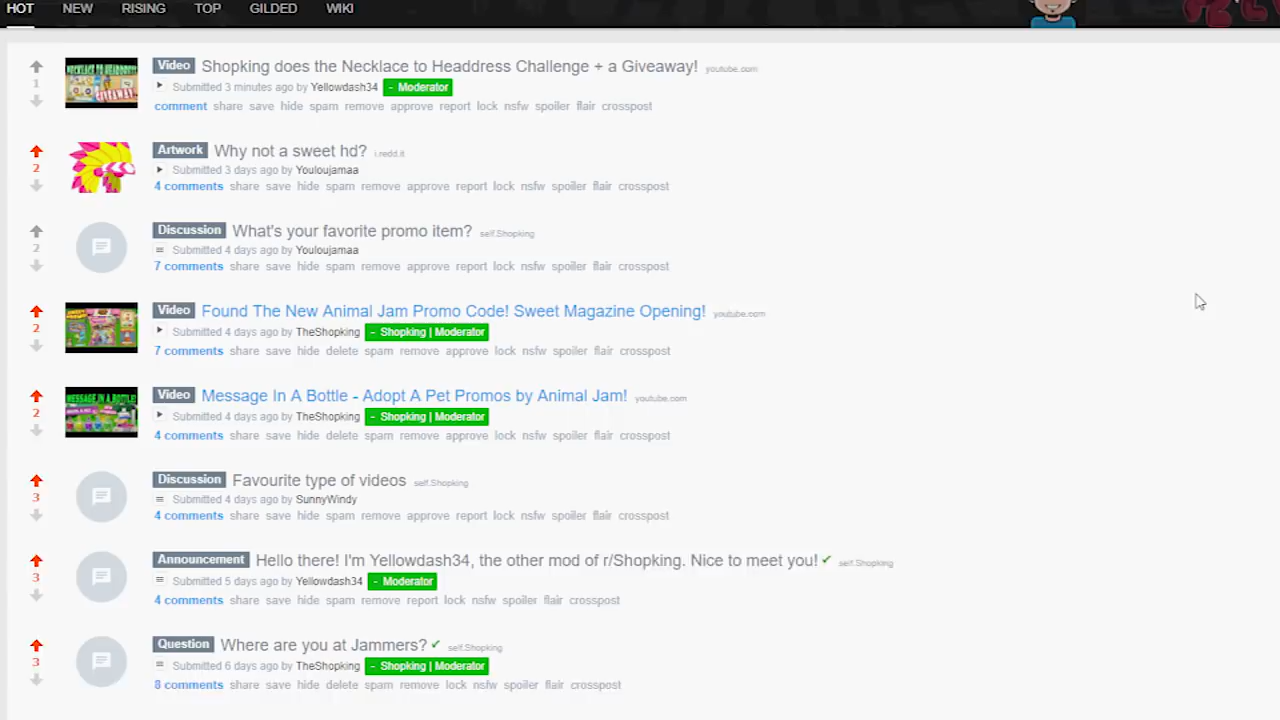 HOT NEW RISING TOP GILDED WIKI
1
Video Shopking does the Necklace to Headdress Challenge + a Giveaway! youtube.com
Submitted 3 minutes ago by Yellowdash34 - Moderator
comment share save hide spam remove approve report lock nsfw spoiler flair crosspost
NECKLACE TO HEADDRESS
GIVEAWAY
2
Artwork Why not a sweet hd? i.redd.it
Submitted 3 days ago by Youloujamaa
4 comments share save hide spam remove approve report lock nsfw spoiler flair crosspost
2
Discussion What's your favorite promo item? self.Shopking
Submitted 4 days ago by Youloujamaa
7 comments share save hide spam remove approve report lock nsfw spoiler flair crosspost
2
Video Found The New Animal Jam Promo Code! Sweet Magazine Opening! youtube.com
Submitted 4 days ago by TheShopking - Shopking | Moderator
7 comments share save hide delete spam remove approve lock nsfw spoiler flair crosspost
2
Video Message In A Bottle - Adopt A Pet Promos by Animal Jam! youtube.com
Submitted 4 days ago by TheShopking - Shopking | Moderator
4 comments share save hide delete spam remove approve lock nsfw spoiler flair crosspost
MESSAGE IN A BOTTLE
3
Discussion Favourite type of videos self.Shopking
Submitted 4 days ago by SunnyWindy
4 comments share save hide spam remove approve report lock nsfw spoiler flair crosspost
3
Announcement Hello there! I'm Yellowdash34, the other mod of r/Shopking. Nice to meet you! ✔ self.Shopking
Submitted 5 days ago by Yellowdash34 - Moderator
4 comments share save hide spam remove report lock nsfw spoiler flair crosspost
3
Question Where are you at Jammers? ✔ self.Shopking
Submitted 6 days ago by TheShopking - Shopking | Moderator
8 comments share save hide delete spam remove lock nsfw spoiler flair crosspost